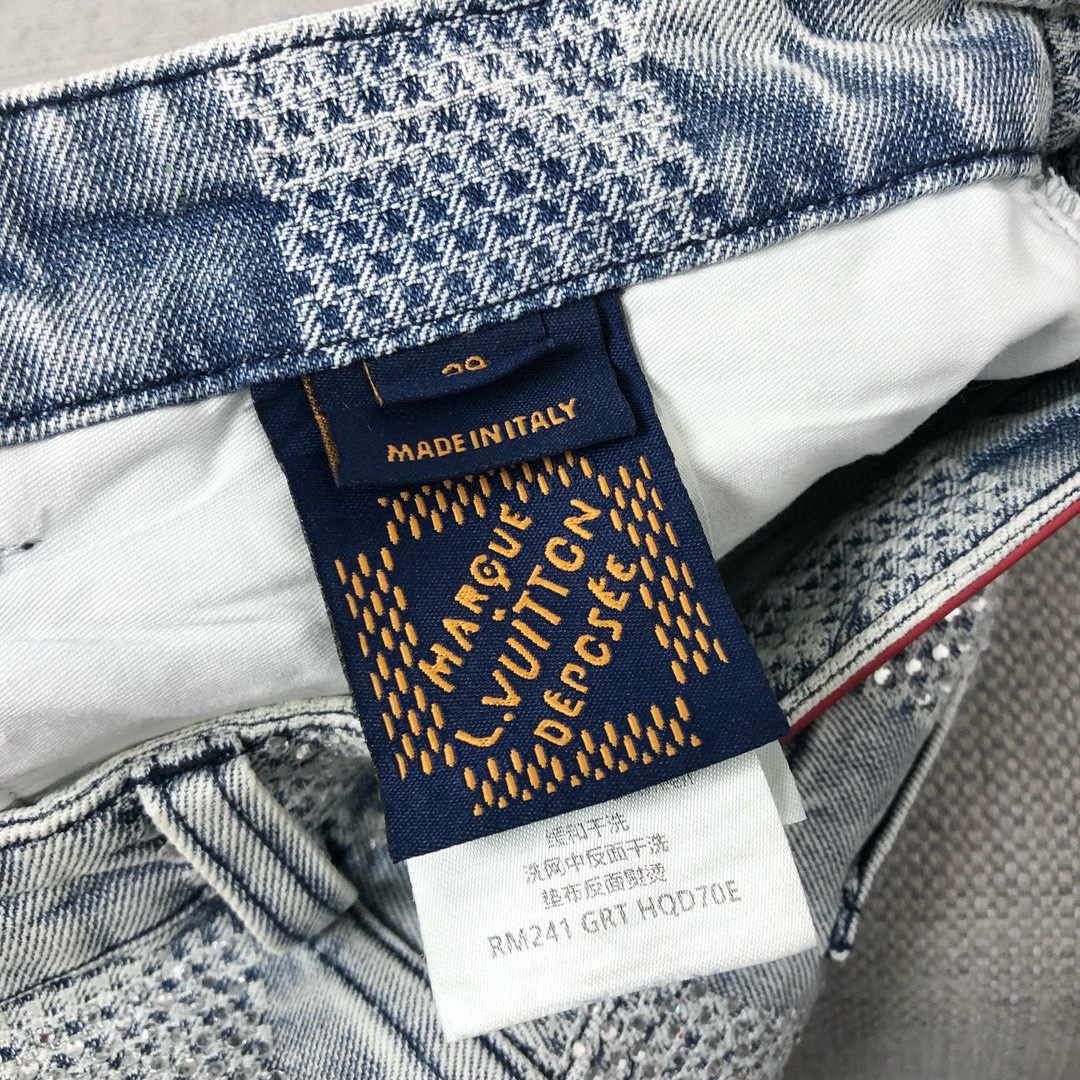 MADE IN ITALY
MARQUE
L.VUITTON
DEPOSÉE
缓和干洗
洗网中反面干洗
垫布反面熨烫
RM241 GRT HQD70E